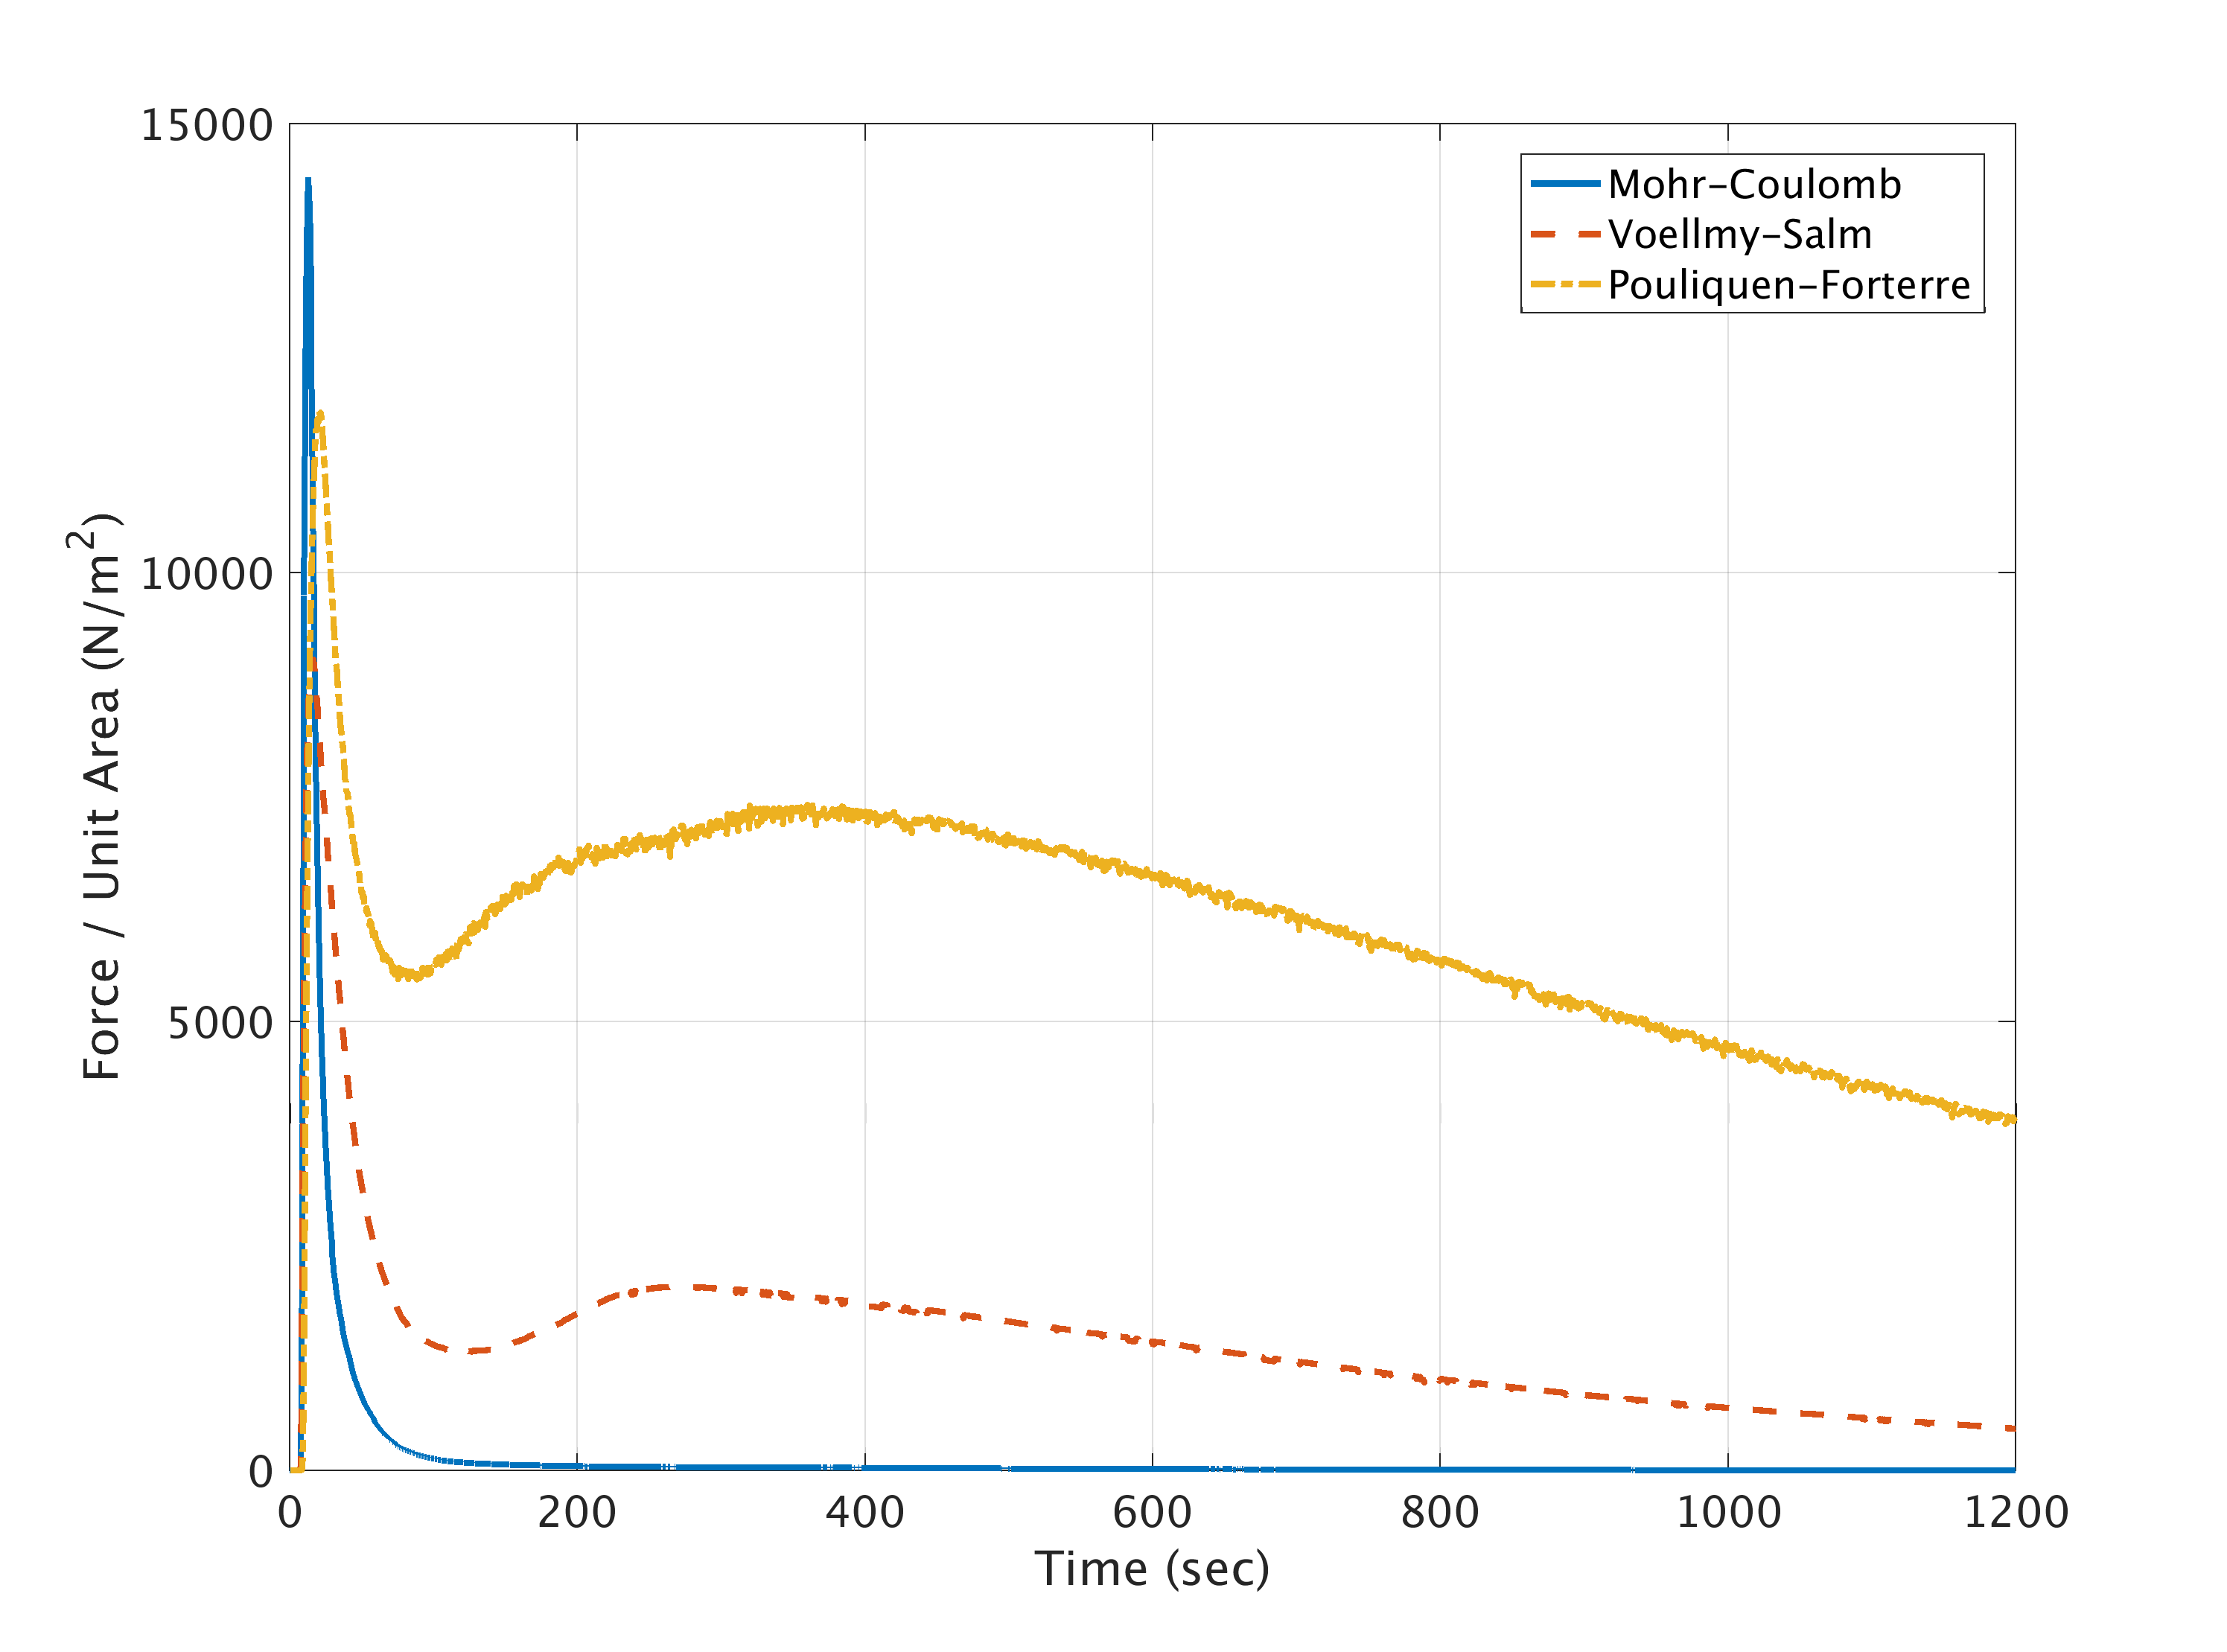 15000
10000
5000
0
Force / Unit Area (N/m²)
Mohr-Coulomb
Voellmy-Salm
Pouliquen-Forterre
0 200 400 600 800 1000 1200
Time (sec)